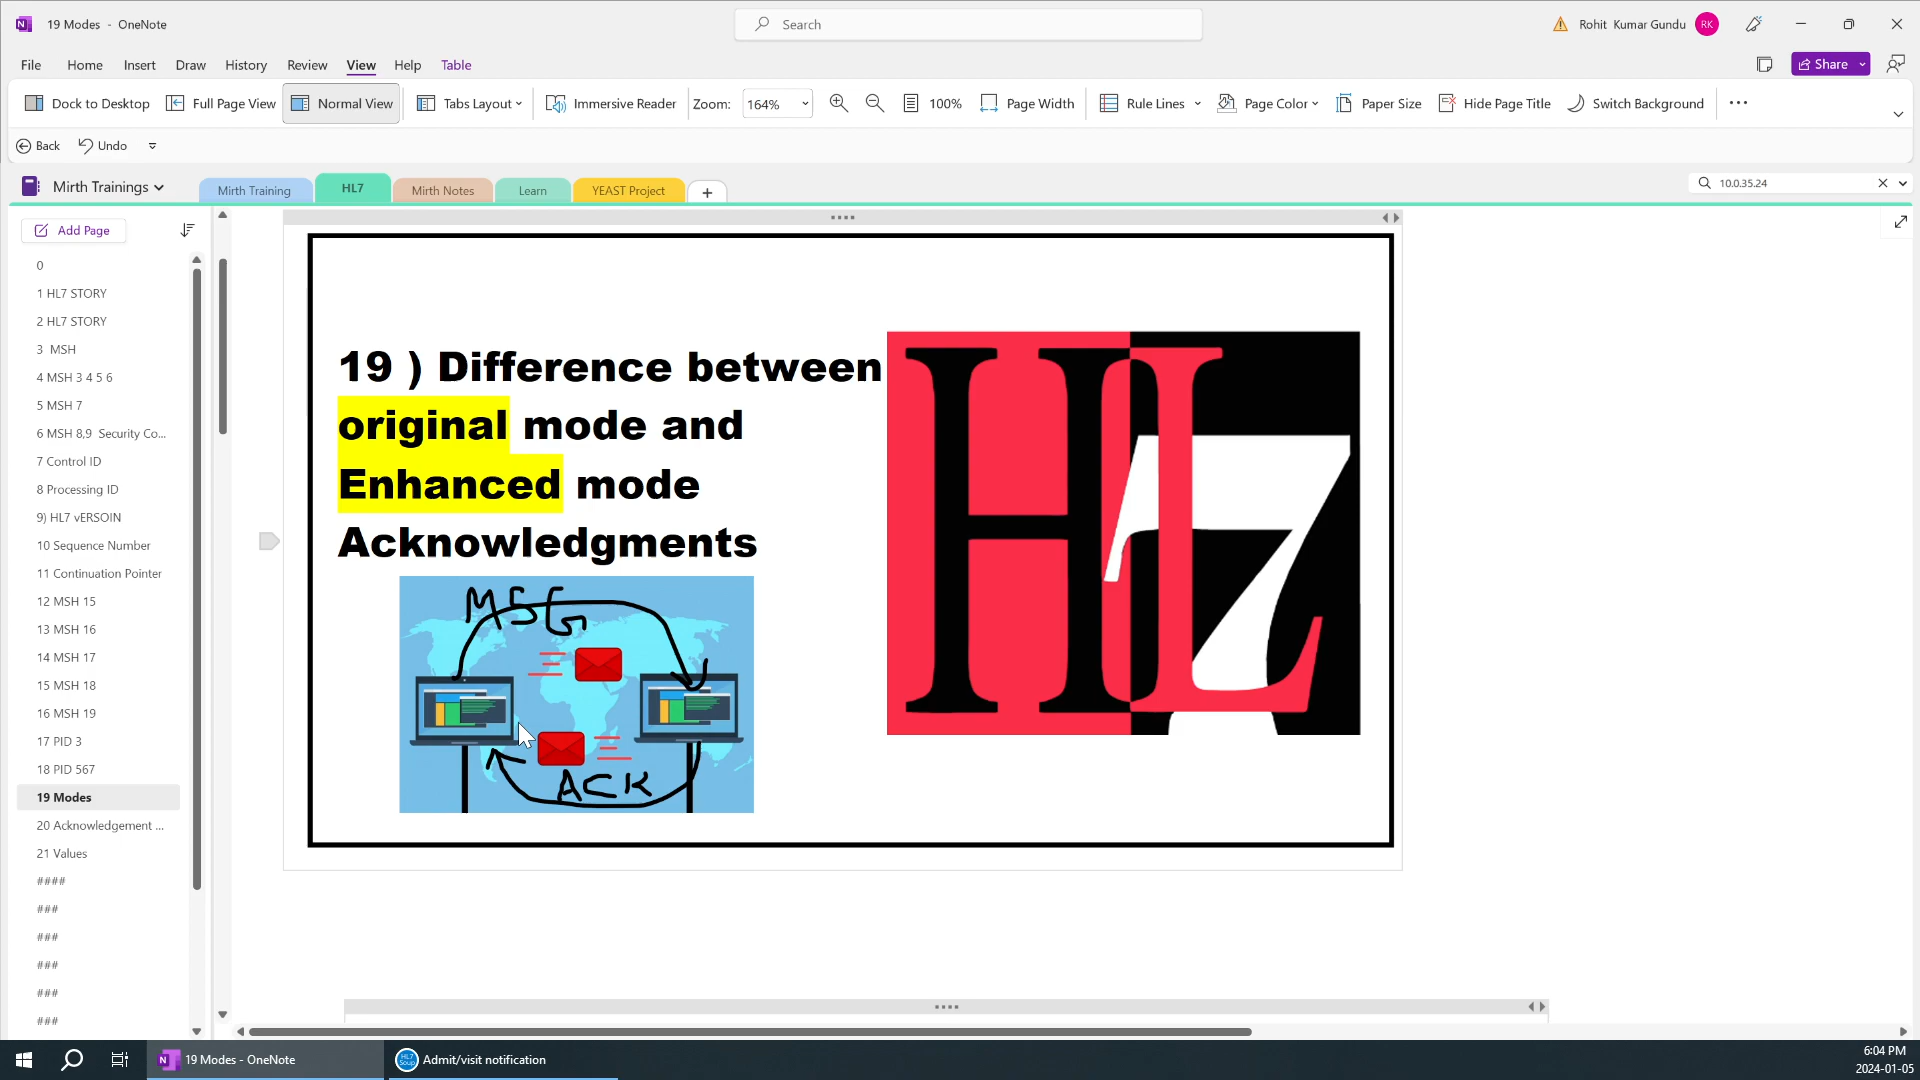 19 Modes - OneNote
Search
Rohit Kumar Gundu
RK
File
Home
Insert
Draw
History
Review
View
Help
Table
Share
Dock to Desktop
Full Page View
Normal View
Tabs Layout
Immersive Reader
Zoom:
164%
100%
Page Width
Rule Lines
Page Color
Paper Size
Hide Page Title
Switch Background
Back
Undo
Mirth Trainings
Mirth Training
HL7
Mirth Notes
Learn
YEAST Project
10.0.35.24
Add Page
0
1 HL7 STORY
2 HL7 STORY
3 MSH
4 MSH 3 4 5 6
5 MSH 7
6 MSH 8,9 Security Co...
7 Control ID
8 Processing ID
9) HL7 vERSOIN
10 Sequence Number
11 Continuation Pointer
12 MSH 15
13 MSH 16
14 MSH 17
15 MSH 18
16 MSH 19
17 PID 3
18 PID 567
19 Modes
20 Acknowledgement ...
21 Values
####
###
###
###
###
###
19 ) Difference between
original mode and
Enhanced mode
Acknowledgments
MSG
ACK
HL7
19 Modes - OneNote
HL7
Soup
Admit/visit notification
6:04 PM
2024-01-05